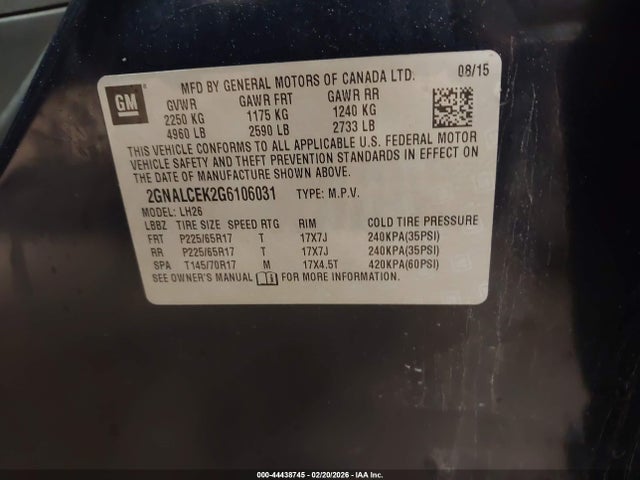 GM
MFD BY GENERAL MOTORS OF CANADA LTD. 08/15
GVWR GAWR FRT GAWR RR
2250 KG 1175 KG 1240 KG
4960 LB 2590 LB 2733 LB
THIS VEHICLE CONFORMS TO ALL APPLICABLE U.S. FEDERAL MOTOR
VEHICLE SAFETY AND THEFT PREVENTION STANDARDS IN EFFECT ON
THE DATE OF MANUFACTURE SHOWN ABOVE.
2GNALCEK2G6106031 TYPE: M.P.V.
MODEL: LH26
LBBZ TIRE SIZE SPEED RTG RIM COLD TIRE PRESSURE
FRT P225/65R17 T 17X7J 240KPA(35PSI)
RR P225/65R17 T 17X7J 240KPA(35PSI)
SPA T145/70R17 M 17X4.5T 420KPA(60PSI)
SEE OWNER'S MANUAL FOR MORE INFORMATION.
000-44438745 - 02/20/2026 - IAA Inc.